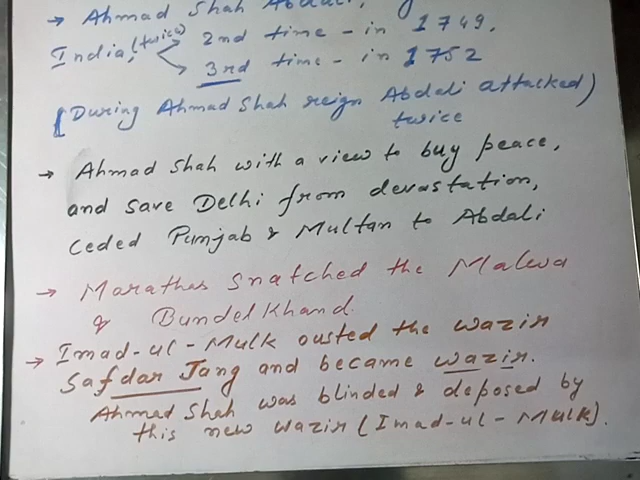 → Ahmad Shah Abdali,
India, (twice) 2nd time - in 1749.
3rd time - in 1752
(During Ahmad Shah reign Abdali attacked)
twice
→ Ahmad Shah with a view to buy peace,
and save Delhi from devastation,
Ceded Punjab & Multan to Abdali
→ Marathas Snatched the Malwa
& Bundelkhand.
→ Imad-ul-Mulk ousted the wazir
Safdar Jang and became wazir.
Ahmad Shah was blinded & deposed by
this new wazir (Imad-ul-Mulk).